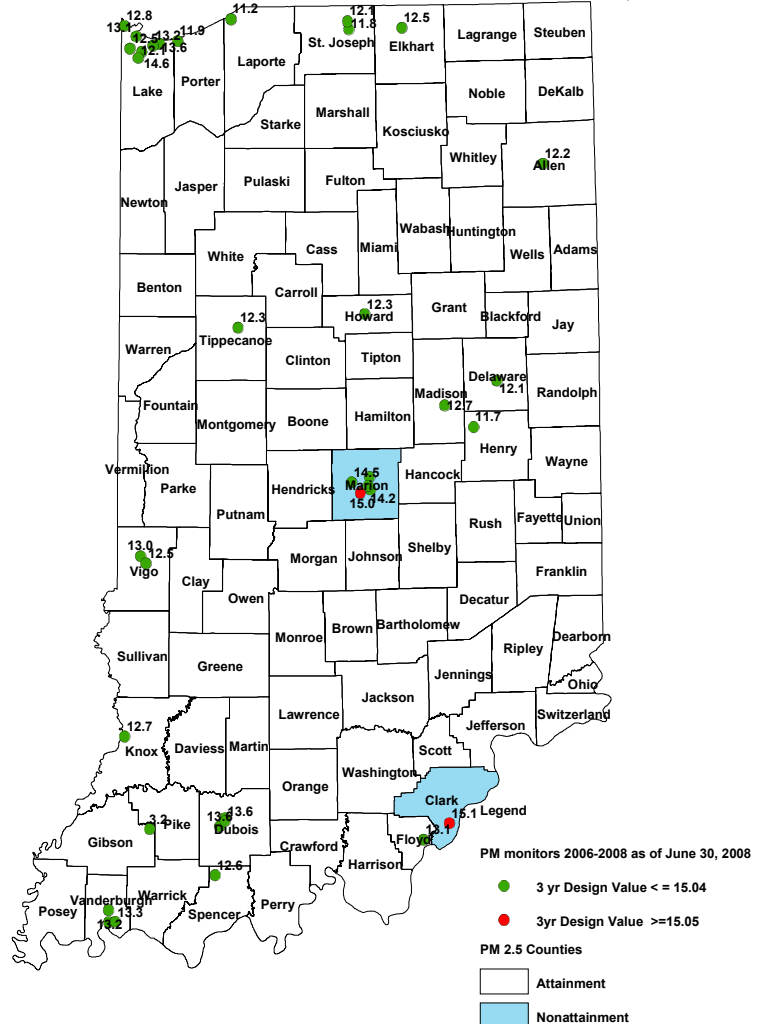 12.8
11.2
12.1
12.5
13.1
11.8
12.5
13.2
11.9
13.6
12.1
14.6
St. Joseph
Elkhart
Lagrange
Steuben
Laporte
Lake
Porter
Noble
DeKalb
Starke
Marshall
Kosciusko
12.2
Allen
Whitley
Newton
Jasper
Pulaski
Fulton
Wabash
Huntington
White
Cass
Miami
Wells
Adams
Benton
Carroll
12.3
Howard
Grant
Blackford
Jay
12.3
Tippecanoe
Warren
Clinton
Tipton
Delaware
12.1
Madison
12.7
Randolph
Fountain
Montgomery
Boone
Hamilton
11.7
Henry
Wayne
Vermillion
Parke
Hendricks
14.5
Marion
14.2
15.0
Hancock
Putnam
Rush
Fayette
Union
13.0
12.5
Vigo
Clay
Morgan
Johnson
Shelby
Franklin
Owen
Decatur
Monroe
Brown
Bartholomew
Sullivan
Greene
Jennings
Ripley
Dearborn
Ohio
Lawrence
Jackson
Jefferson
Switzerland
12.7
Knox
Daviess
Martin
Scott
Orange
Washington
Clark
15.1
Legend
3.2
Pike
13.6
13.6
Dubois
Gibson
Crawford
Floyd
13.1
Harrison
12.6
Posey
Vanderburgh
Warrick
13.3
13.2
Spencer
Perry
PM monitors 2006-2008 as of June 30, 2008
3 yr Design Value < = 15.04
3yr Design Value >=15.05
PM 2.5 Counties
Attainment
Nonattainment